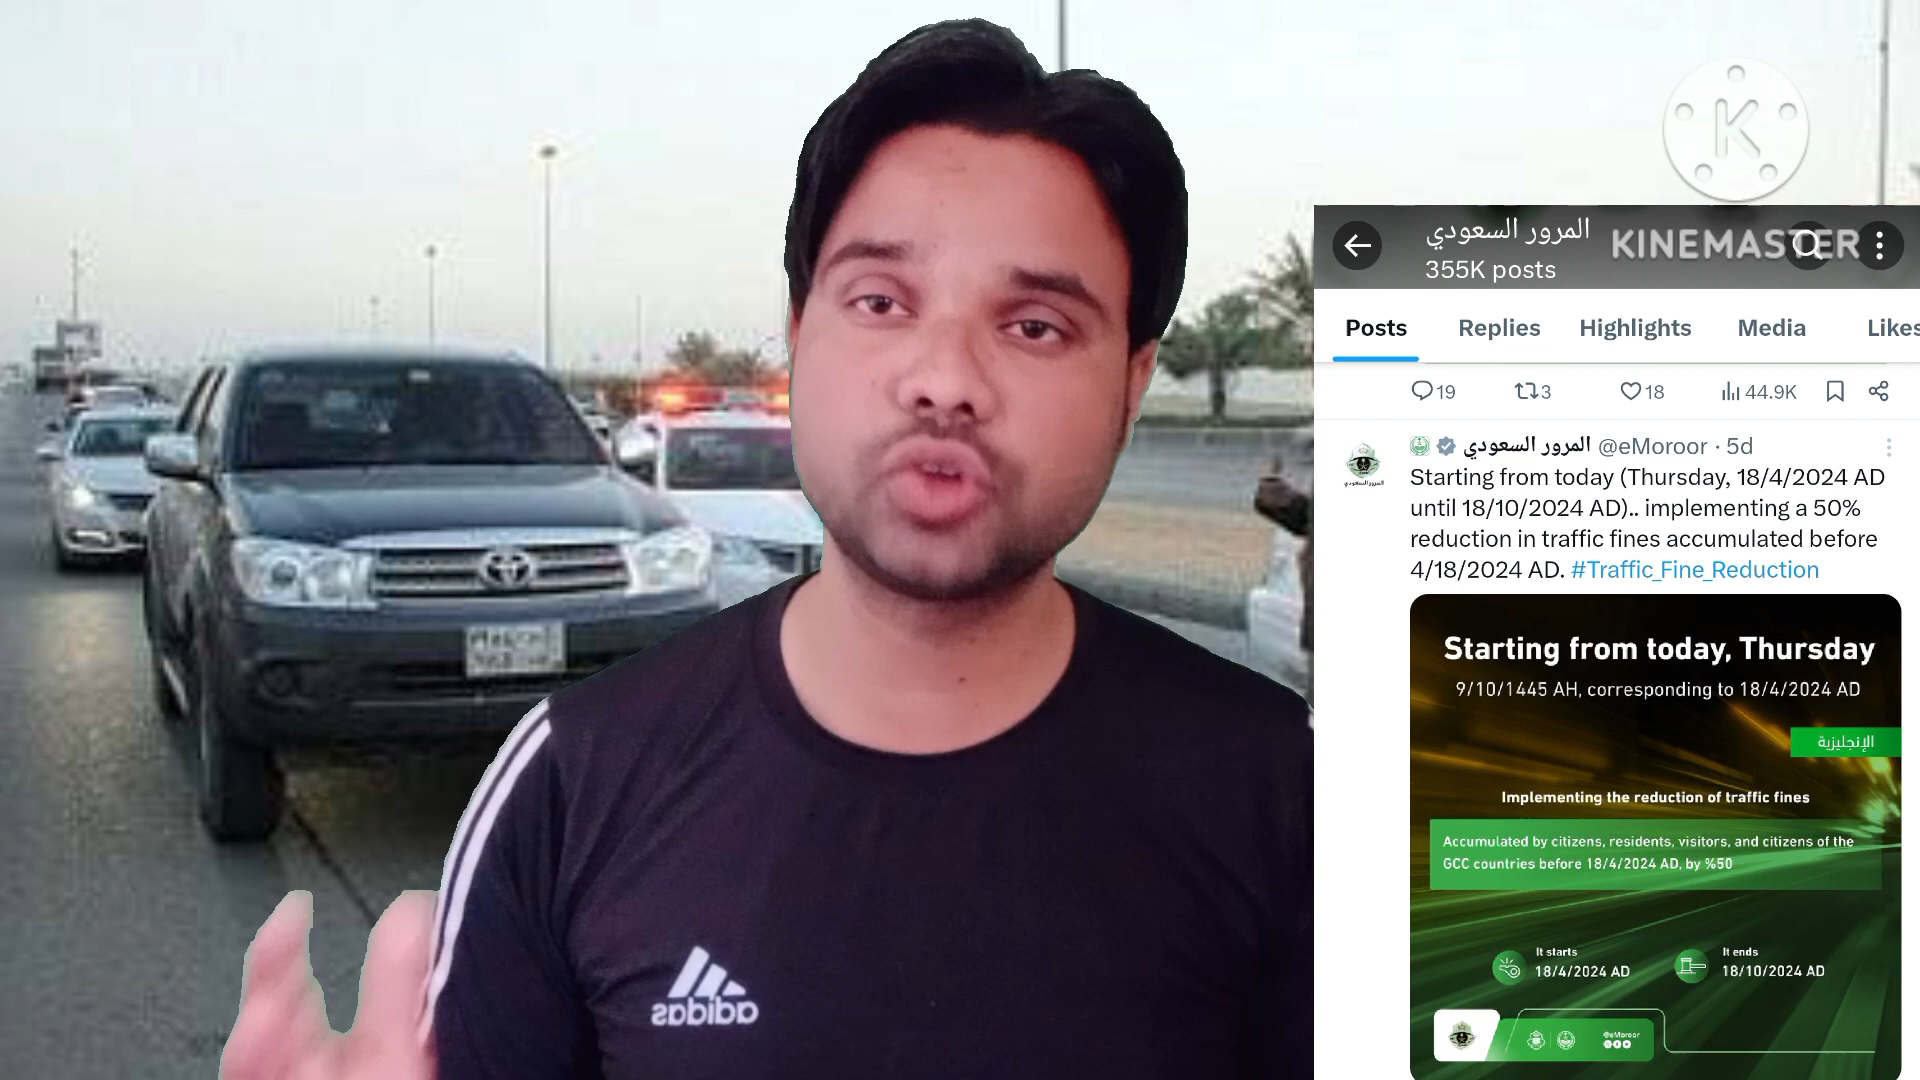 K
KINEMASTER
المرور السعودي
355K posts
Posts Replies Highlights Media Likes
19 3 18 44.9K
المرور السعودي @eMoroor · 5d
Starting from today (Thursday, 18/4/2024 AD
until 18/10/2024 AD).. implementing a 50%
reduction in traffic fines accumulated before
4/18/2024 AD. #Traffic_Fine_Reduction
Starting from today, Thursday
9/10/1445 AH, corresponding to 18/4/2024 AD
الإنجليزية
Implementing the reduction of traffic fines
Accumulated by citizens, residents, visitors, and citizens of the
GCC countries before 18/4/2024 AD, by %50
It starts
18/4/2024 AD
It ends
18/10/2024 AD
@eMoroor
adidas